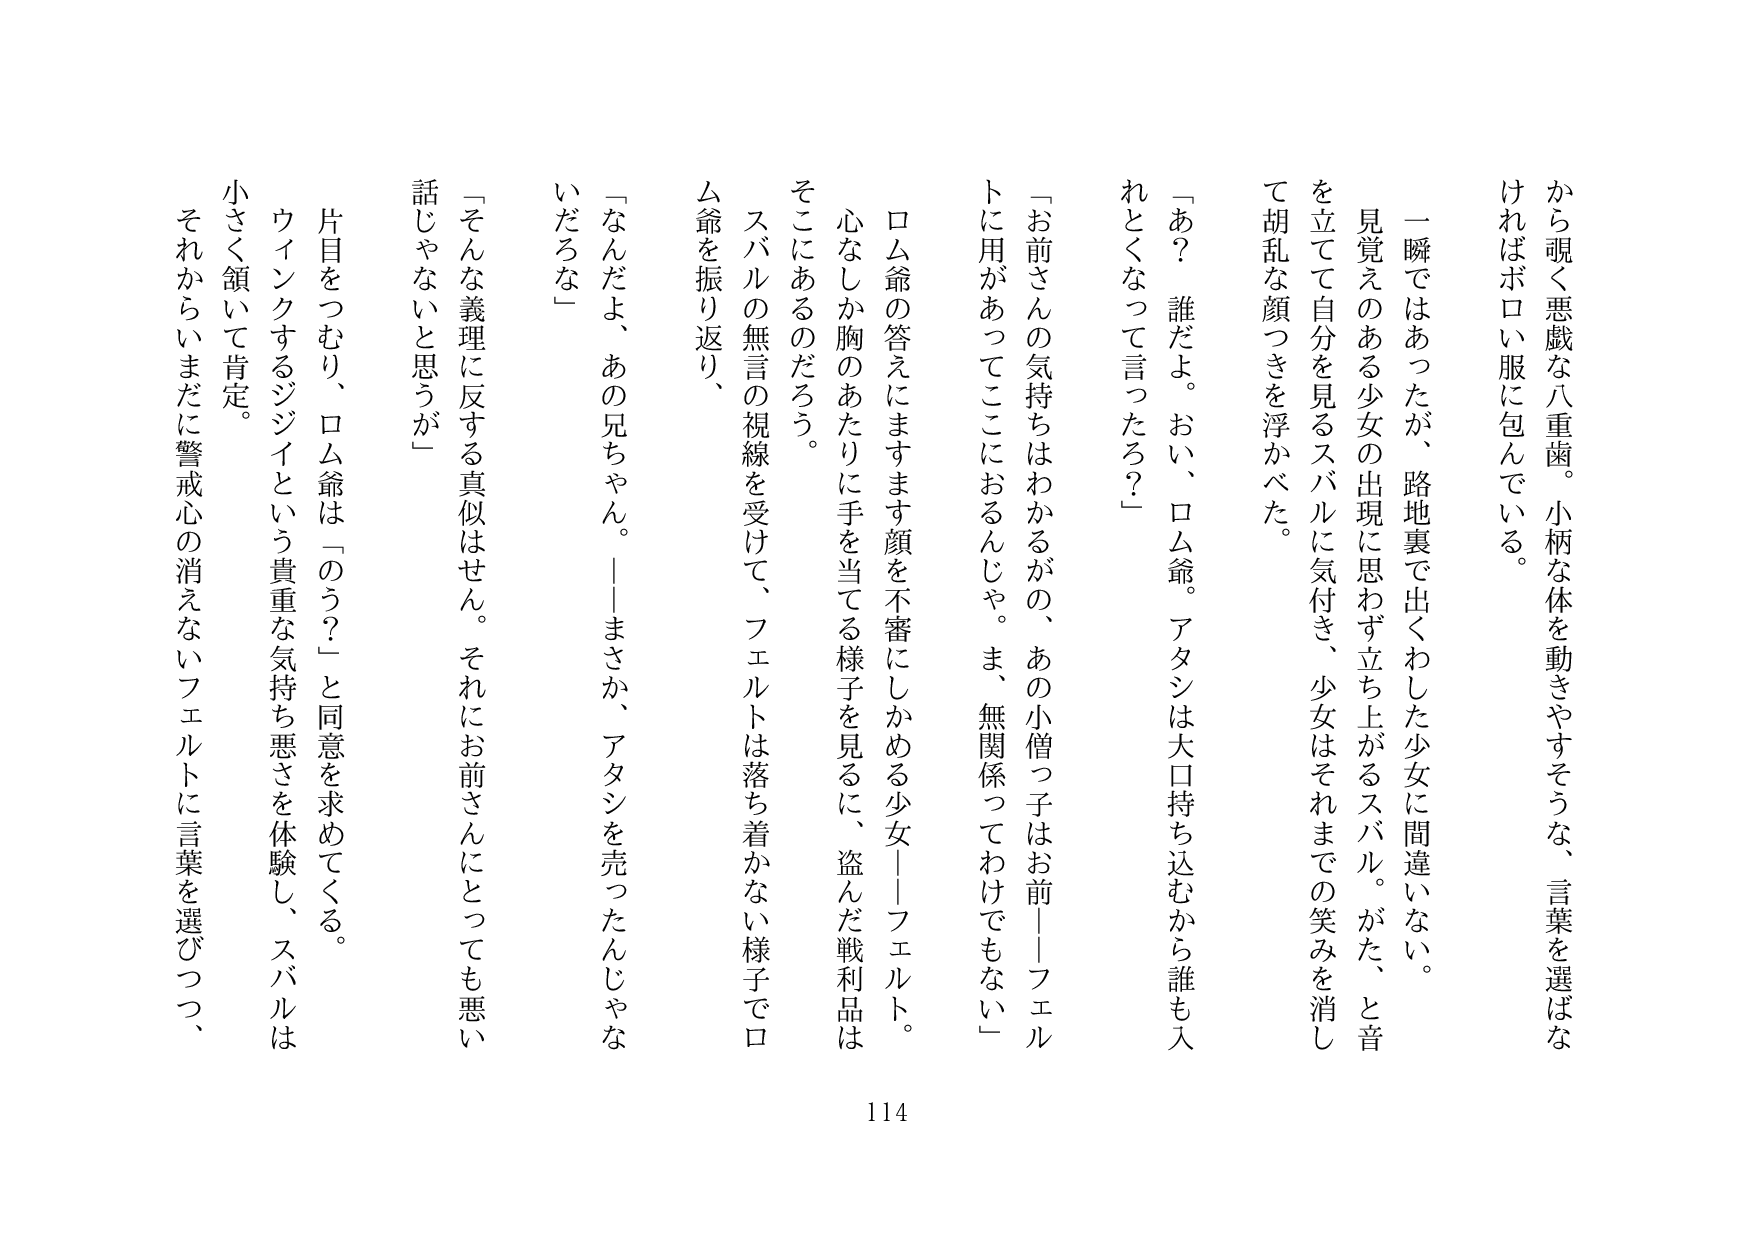 から覗く悪戯な八重歯。小柄な体を動きやすそうな、言葉を選ばな
ければボロい服に包んでいる。
一瞬ではあったが、路地裏で出くわした少女に間違いない。
見覚えのある少女の出現に思わず立ち上がるスバル。がた、と音
を立てて自分を見るスバルに気付き、少女はそれまでの笑みを消し
て胡乱な顔つきを浮かべた。
「あ？　誰だよ。おい、ロム爺。アタシは大口持ち込むから誰も入
れとくなって言ったろ？」
「お前さんの気持ちはわかるがの、あの小僧っ子はお前――フェル
トに用があってここにおるんじゃ。ま、無関係ってわけでもない」
ロム爺の答えにますます顔を不審にしかめる少女――フェルト。
心なしか胸のあたりに手を当てる様子を見るに、盗んだ戦利品は
そこにあるのだろう。
スバルの無言の視線を受けて、フェルトは落ち着かない様子でロ
ム爺を振り返り、
「なんだよ、あの兄ちゃん。――まさか、アタシを売ったんじゃな
いだろな」
「そんな義理に反する真似はせん。それにお前さんにとっても悪い
話じゃないと思うが」
片目をつむり、ロム爺は「のう？」と同意を求めてくる。
ウィンクするジジイという貴重な気持ち悪さを体験し、スバルは
小さく頷いて肯定。
それからいまだに警戒心の消えないフェルトに言葉を選びつつ、
114